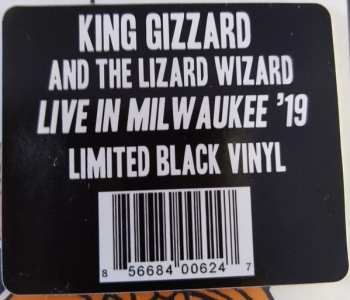 KING GIZZARD
AND THE LIZARD WIZARD
LIVE IN MILWAUKEE '19
LIMITED BLACK VINYL
8 56684 00624 7